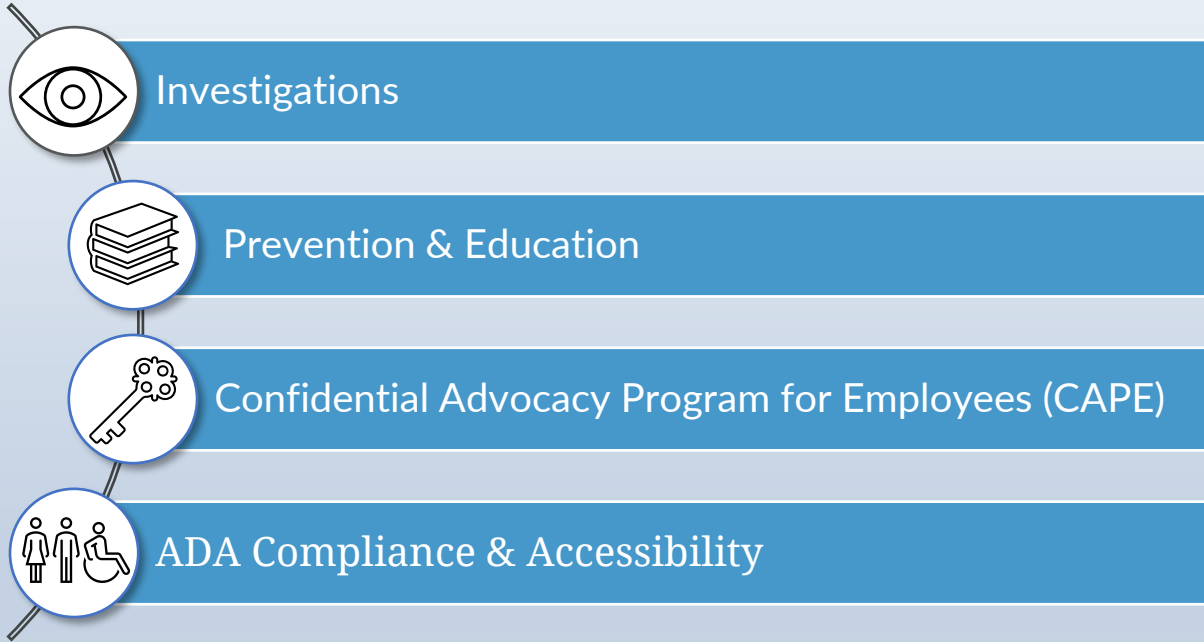 Investigations
Prevention & Education
Confidential Advocacy Program for Employees (CAPE)
ADA Compliance & Accessibility